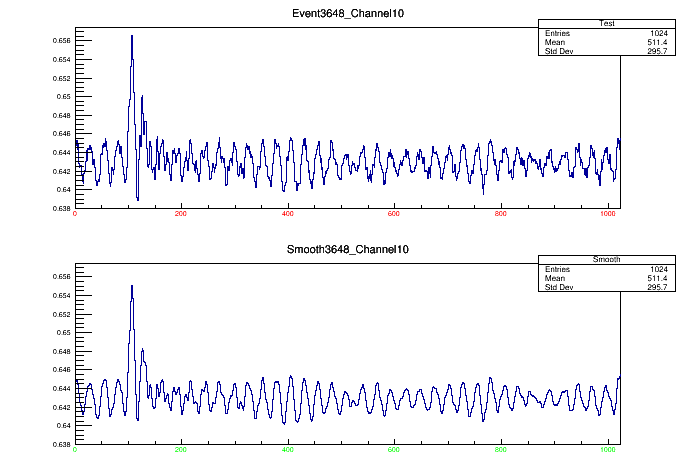 Event3648_Channel10
Test
Entries 1024
Mean 511.4
Std Dev 295.7
0.656
0.654
0.652
0.65
0.648
0.646
0.644
0.642
0.64
0.638
0 200 400 600 800 1000
Smooth3648_Channel10
Smooth
Entries 1024
Mean 511.4
Std Dev 295.7
0.656
0.654
0.652
0.65
0.648
0.646
0.644
0.642
0.64
0.638
0 200 400 600 800 1000